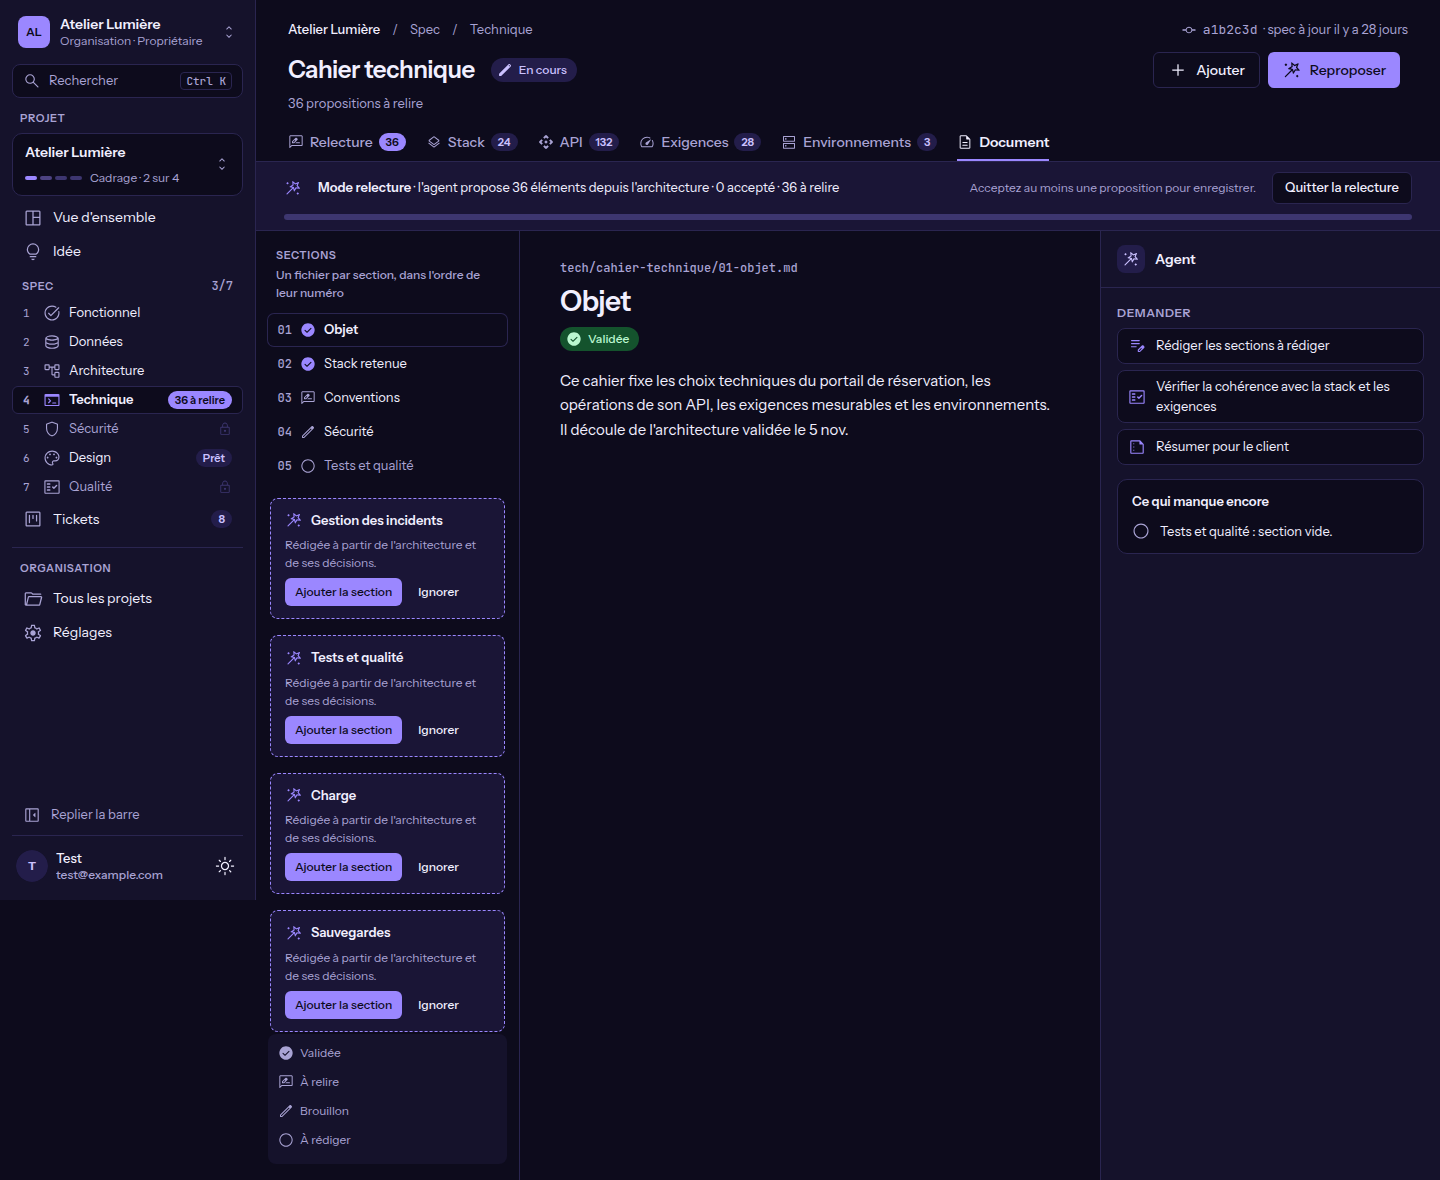 AL
Atelier Lumière
Organisation · Propriétaire
Rechercher
Ctrl K
PROJET
Atelier Lumière
Cadrage · 2 sur 4
Vue d'ensemble
Idée
SPEC 3/7
1 Fonctionnel
2 Données
3 Architecture
4 Technique 36 à relire
5 Sécurité
6 Design Prêt
7 Qualité
Tickets 8
ORGANISATION
Tous les projets
Réglages
Replier la barre
T
Test
test@example.com
Atelier Lumière / Spec / Technique
a1b2c3d · spec à jour il y a 28 jours
Cahier technique
En cours
Ajouter
Reproposer
36 propositions à relire
Relecture 36
Stack 24
API 132
Exigences 28
Environnements 3
Document
Mode relecture · l'agent propose 36 éléments depuis l'architecture · 0 accepté · 36 à relire
Acceptez au moins une proposition pour enregistrer.
Quitter la relecture
SECTIONS
Un fichier par section, dans l'ordre de
leur numéro
01 Objet
02 Stack retenue
03 Conventions
04 Sécurité
05 Tests et qualité
Gestion des incidents
Rédigée à partir de l'architecture et
de ses décisions.
Ajouter la section Ignorer
Tests et qualité
Rédigée à partir de l'architecture et
de ses décisions.
Ajouter la section Ignorer
Charge
Rédigée à partir de l'architecture et
de ses décisions.
Ajouter la section Ignorer
Sauvegardes
Rédigée à partir de l'architecture et
de ses décisions.
Ajouter la section Ignorer
Validée
À relire
Brouillon
À rédiger
tech/cahier-technique/01-objet.md
Objet
Validée
Ce cahier fixe les choix techniques du portail de réservation, les
opérations de son API, les exigences mesurables et les environnements.
Il découle de l'architecture validée le 5 nov.
Agent
DEMANDER
Rédiger les sections à rédiger
Vérifier la cohérence avec la stack et les
exigences
Résumer pour le client
Ce qui manque encore
Tests et qualité : section vide.